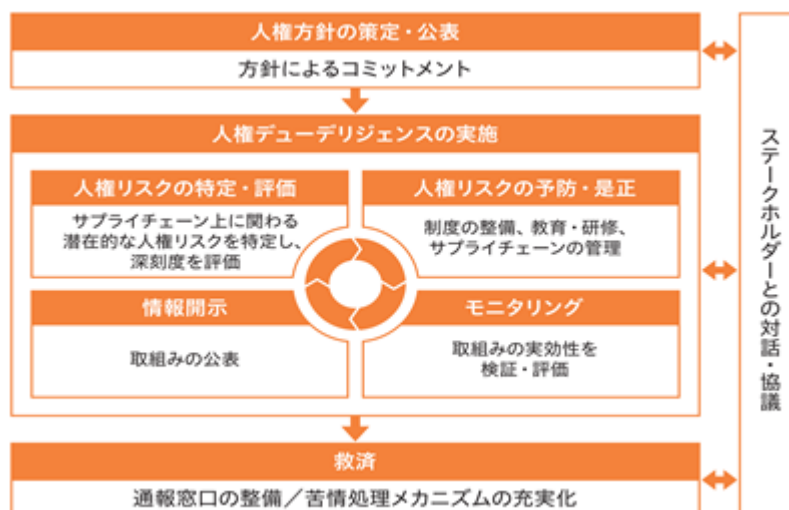 人権方針の策定・公表
方針によるコミットメント
人権デューデリジェンスの実施
人権リスクの特定・評価
サプライチェーン上に関わる
潜在的な人権リスクを特定し、
深刻度を評価
人権リスクの予防・是正
制度の整備、教育・研修、
サプライチェーンの管理
情報開示
取組みの公表
モニタリング
取組みの実効性を
検証・評価
救済
通報窓口の整備／苦情処理メカニズムの充実化
ステークホルダーとの対話・協議